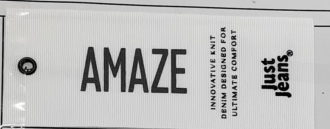 AMAZE
INNOVATIVE KNIT
DENIM DESIGNED FOR
ULTIMATE COMFORT
Just
Jeans®